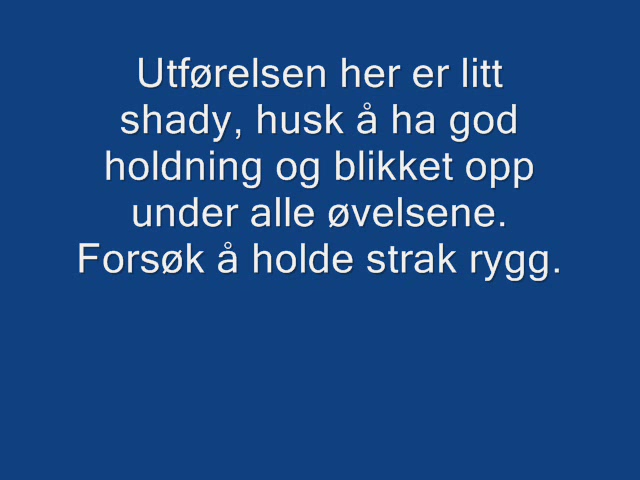 Utførelsen her er litt
shady, husk å ha god
holdning og blikket opp
under alle øvelsene.
Forsøk å holde strak rygg.